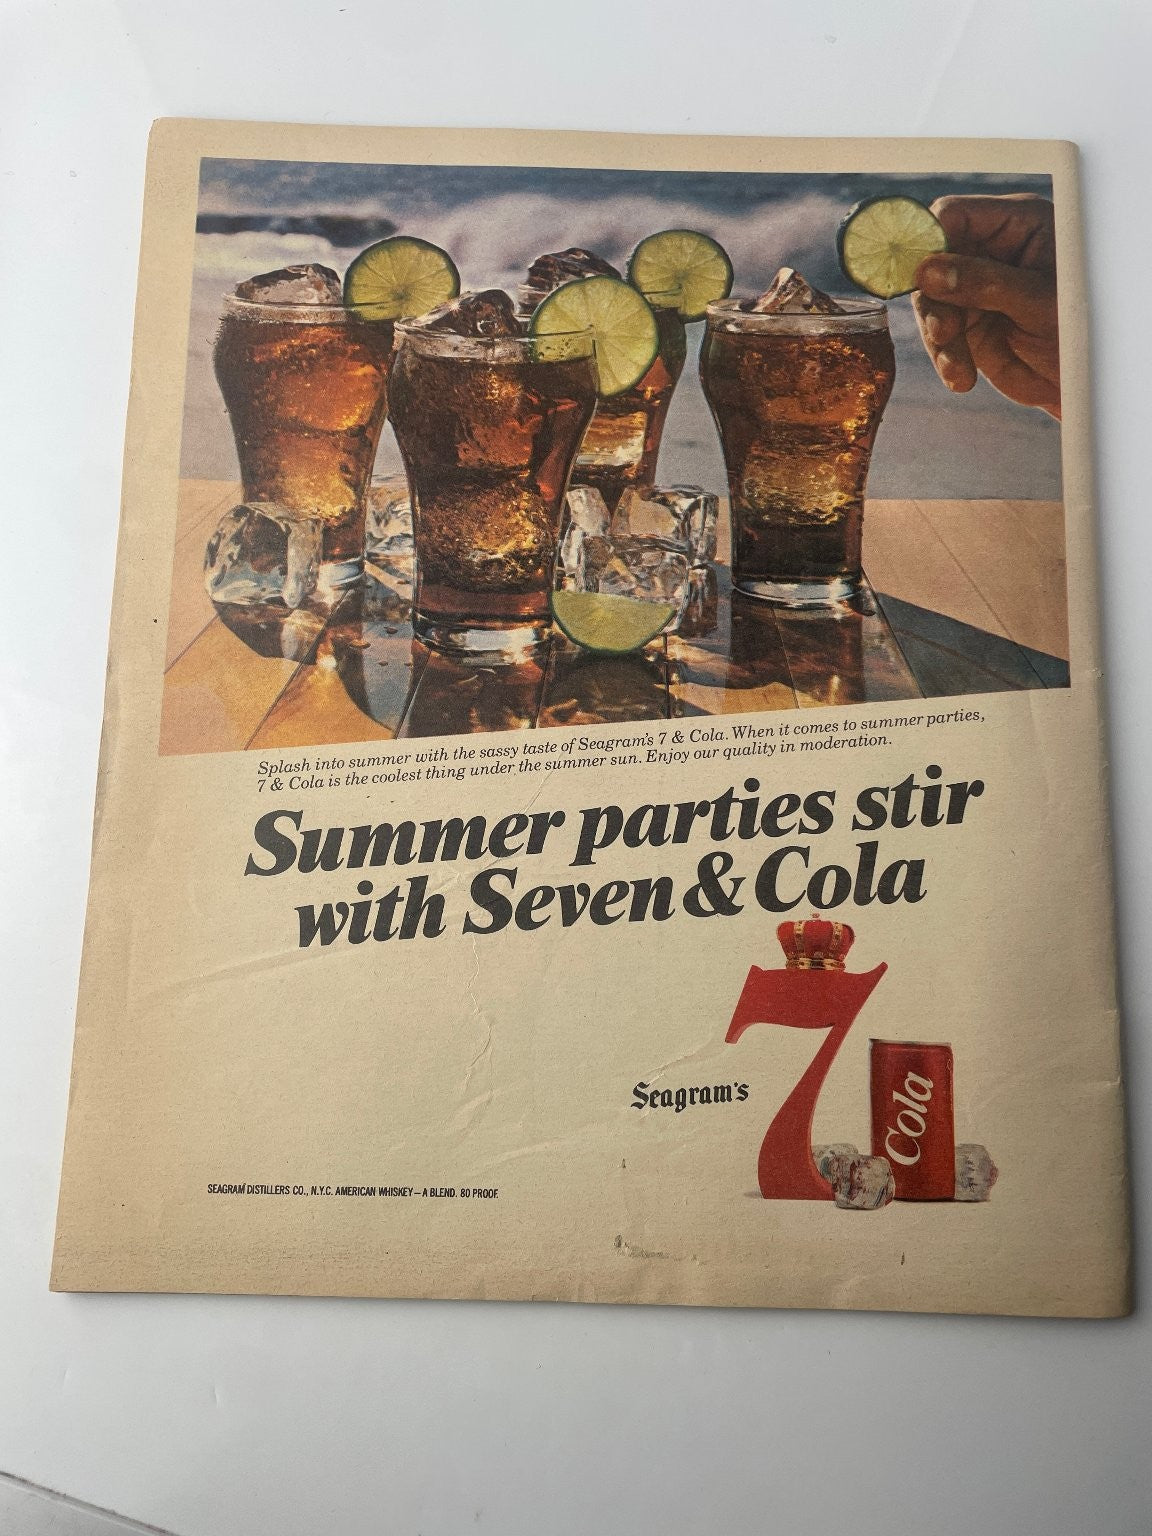 Splash into summer with the sassy taste of Seagram's 7 & Cola. When it comes to summer parties,
7 & Cola is the coolest thing under the summer sun. Enjoy our quality in moderation.
Summer parties stir
with Seven & Cola
7
Seagram's
Cola
SEAGRAM DISTILLERS CO., N.Y.C. AMERICAN WHISKEY—A BLEND. 80 PROOF.